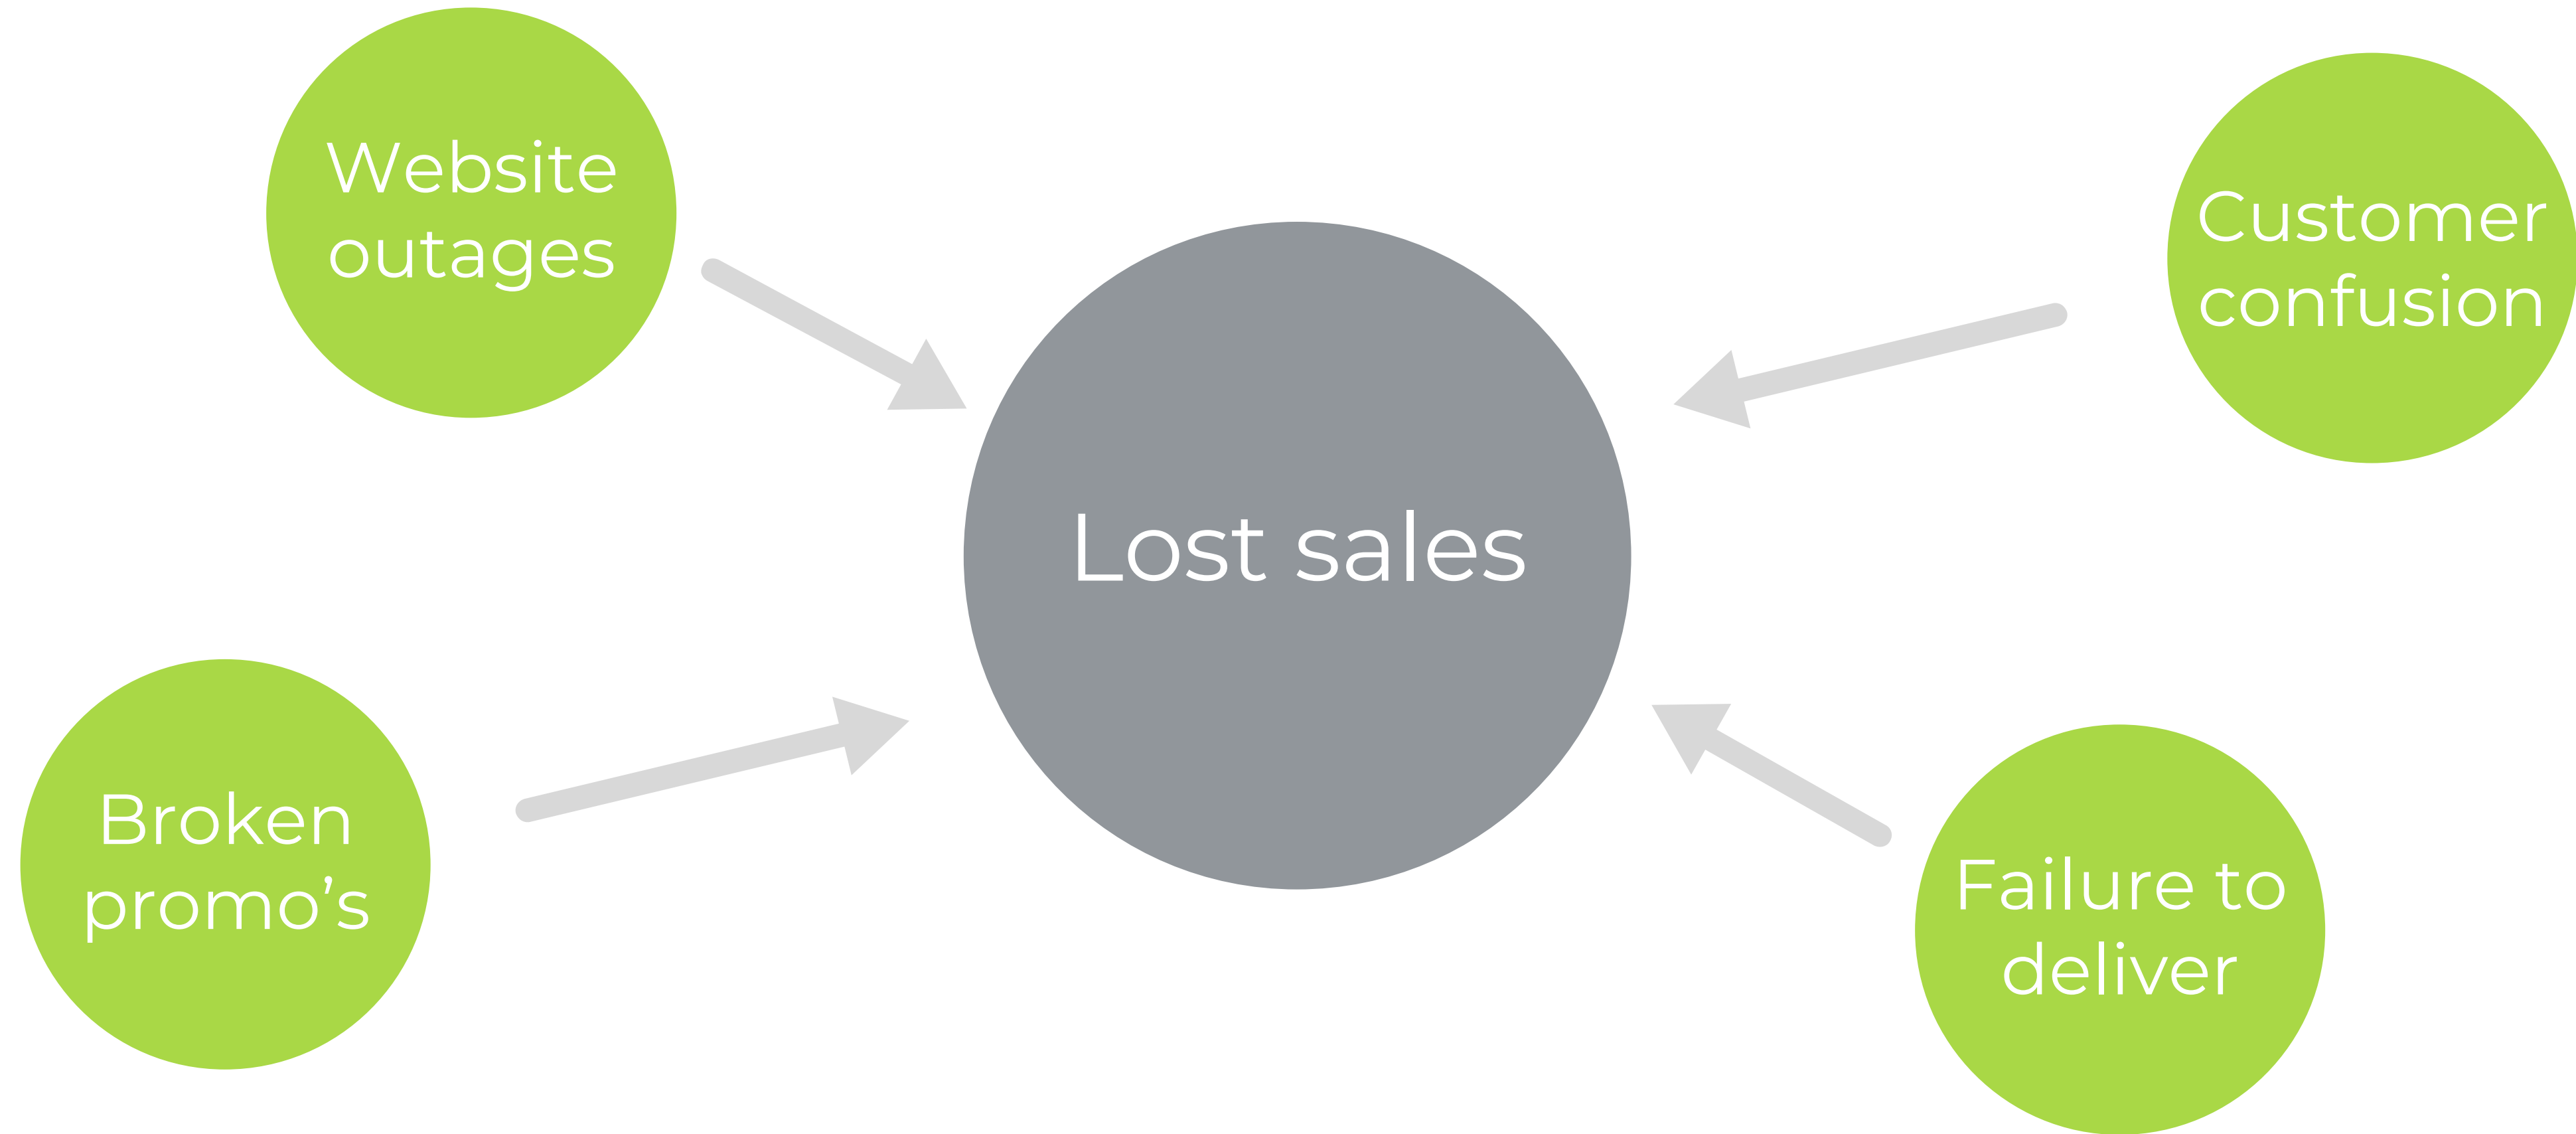 Website
outages
Customer
confusion
Lost sales
Broken
promo’s
Failure to
deliver